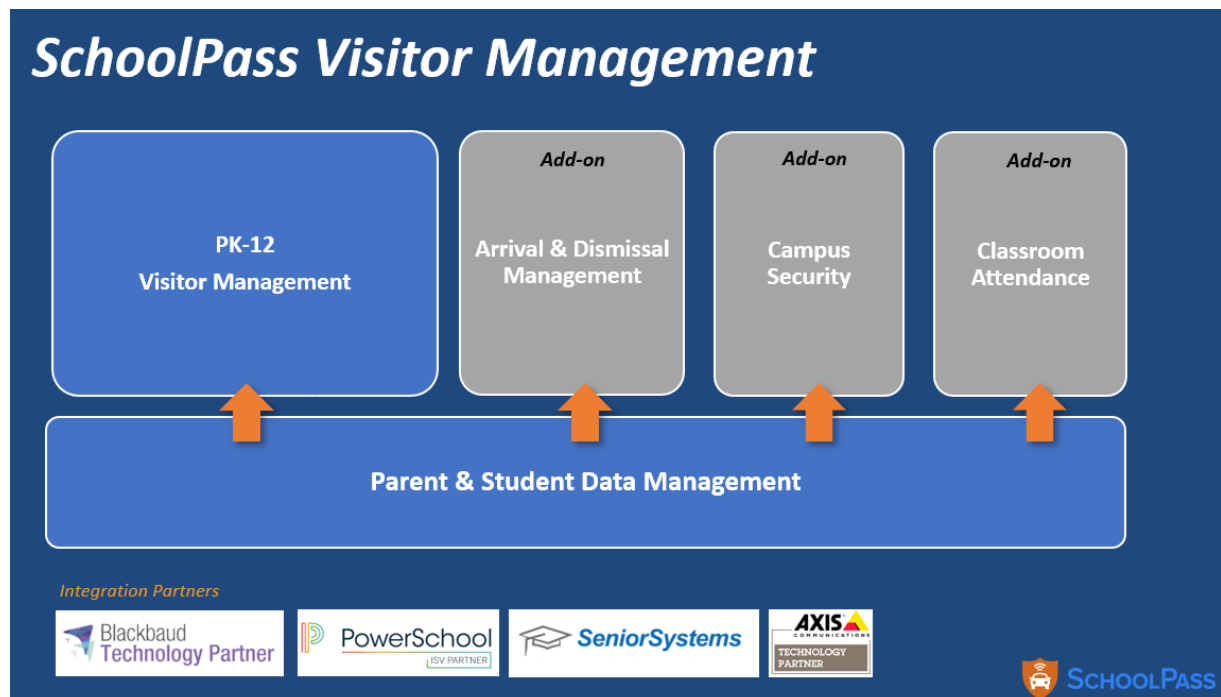 SchoolPass Visitor Management
PK-12
Visitor Management
Add-on
Arrival & Dismissal
Management
Add-on
Campus
Security
Add-on
Classroom
Attendance
Parent & Student Data Management
Integration Partners
Blackbaud
Technology Partner
PowerSchool
ISV PARTNER
SeniorSystems
AXIS
COMMUNICATIONS
TECHNOLOGY
PARTNER
SCHOOLPASS